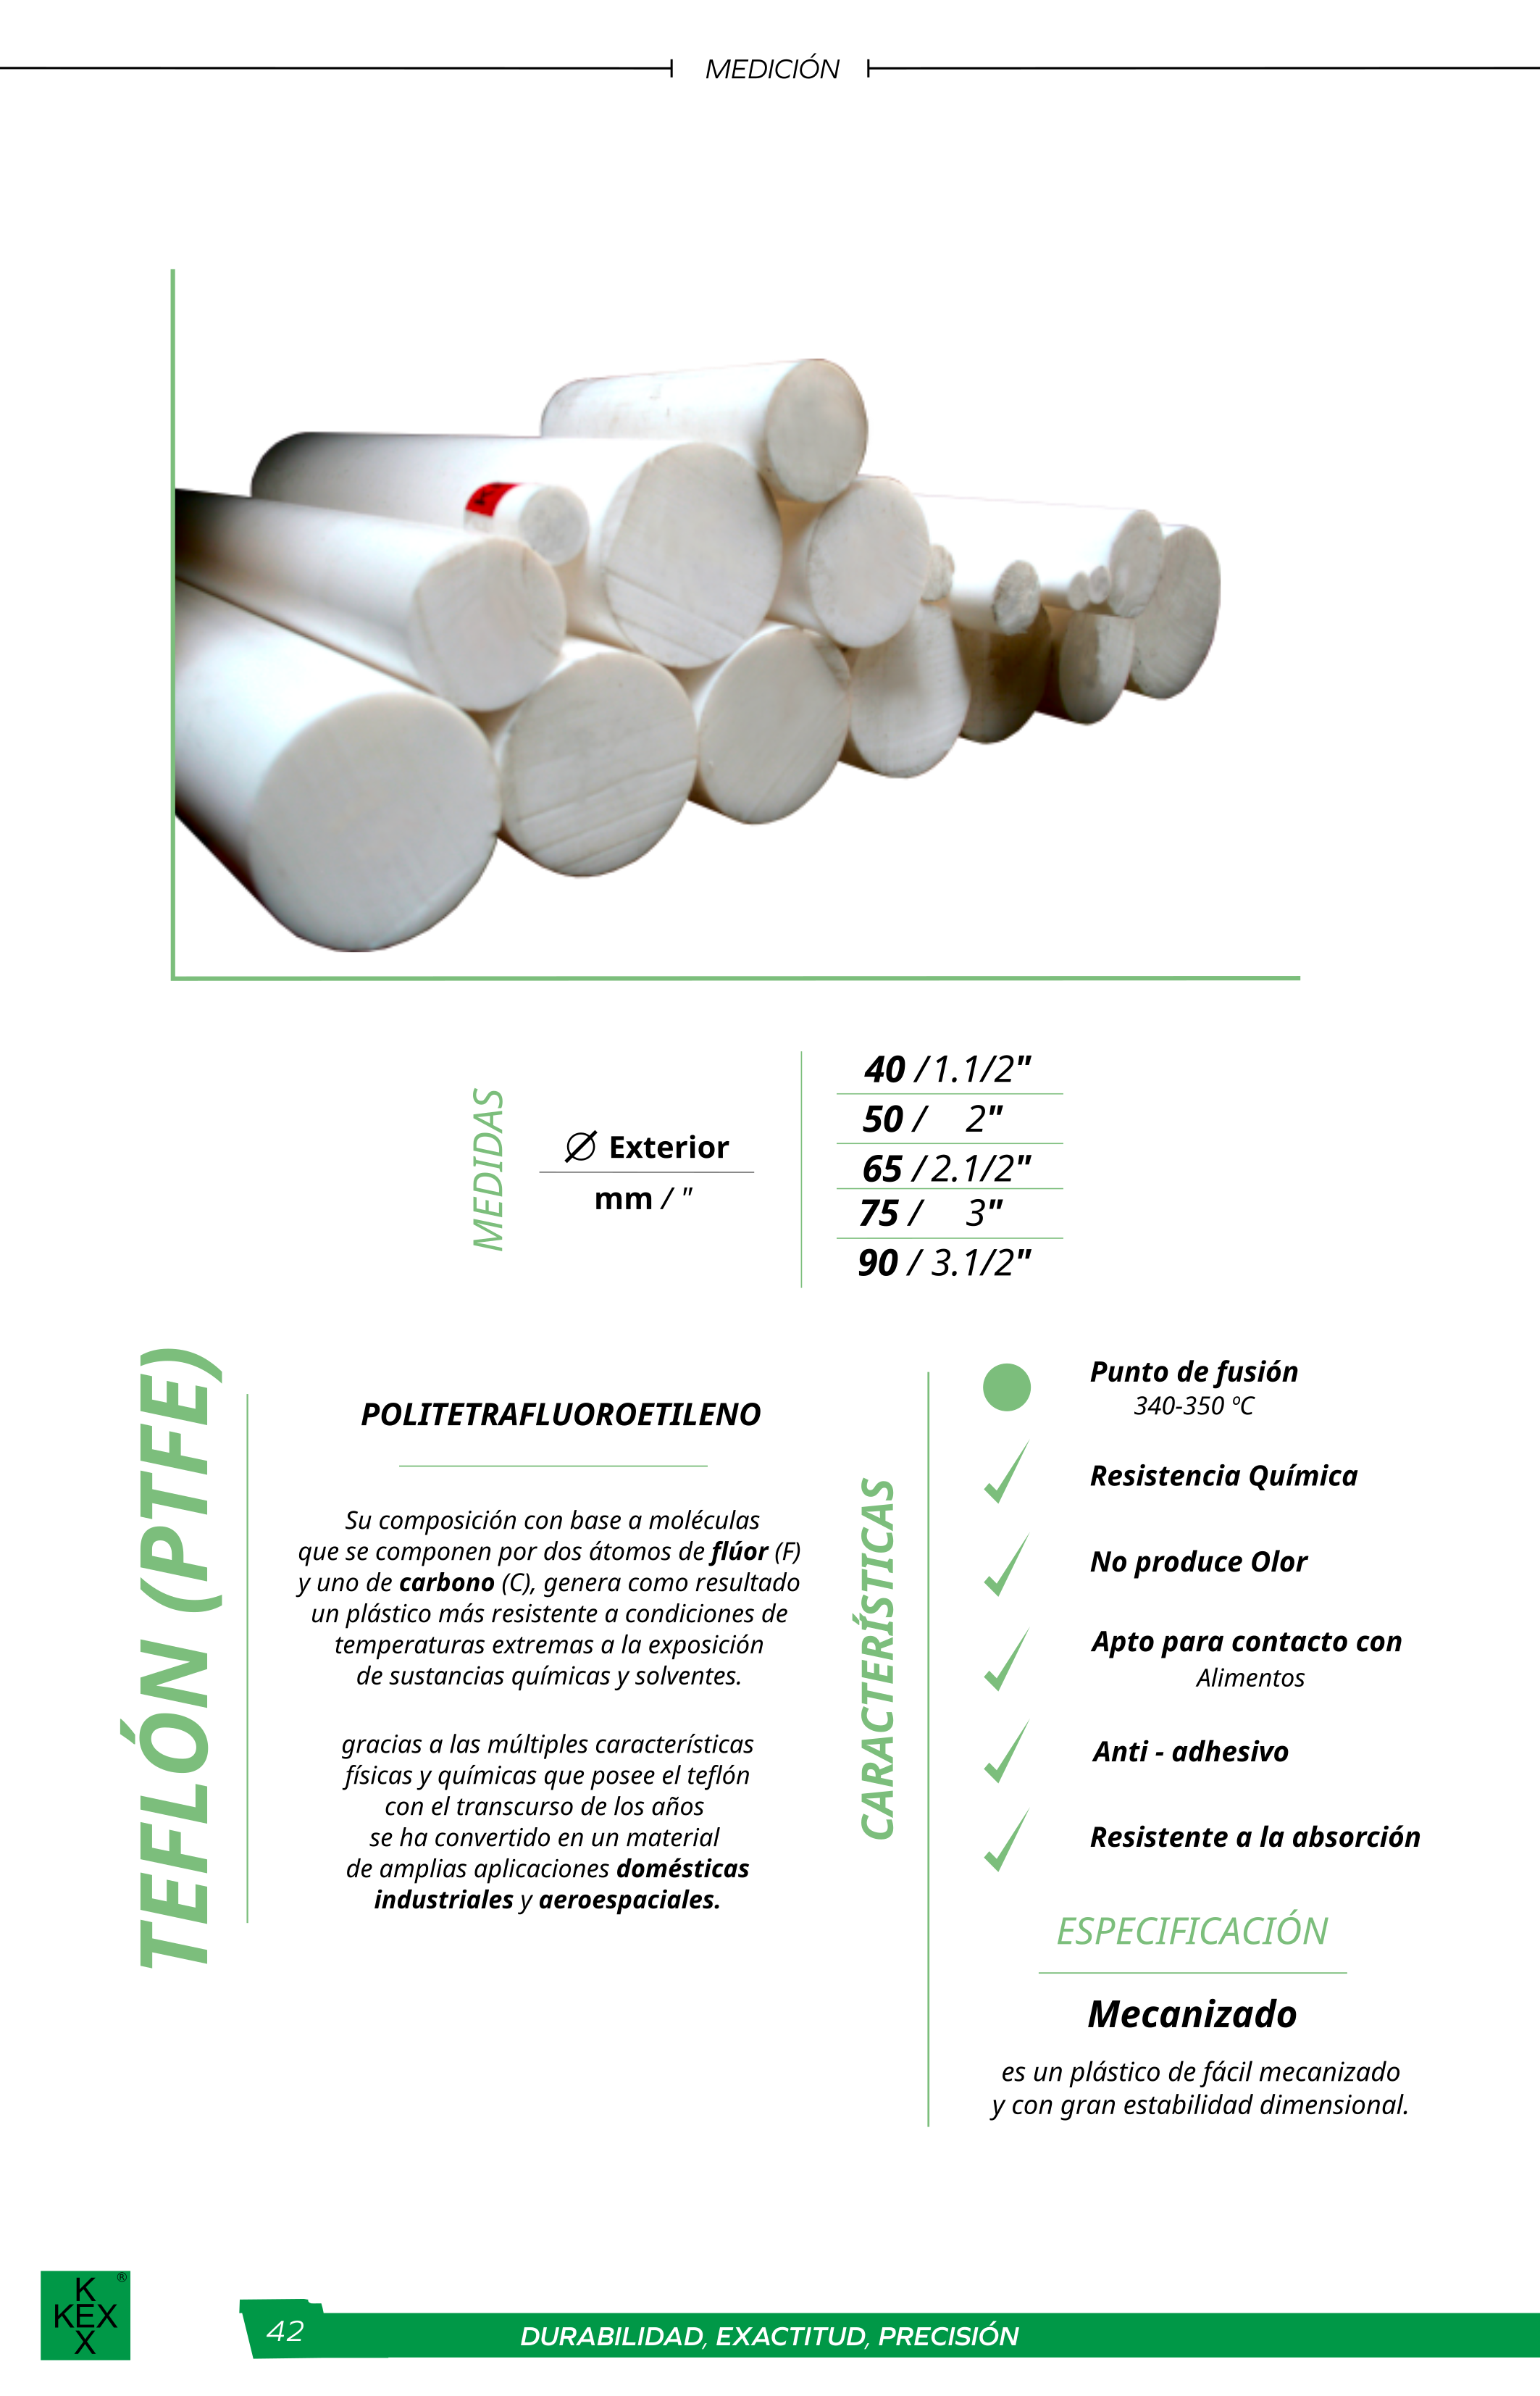 MEDICIÓN
MEDIDAS
Exterior
mm / "
40 / 1.1/2"
50 / 2"
65 / 2.1/2"
75 / 3"
90 / 3.1/2"
TEFLÓN (PTFE)
POLITETRAFLUOROETILENO
Su composición con base a moléculas
que se componen por dos átomos de flúor (F)
y uno de carbono (C), genera como resultado
un plástico más resistente a condiciones de
temperaturas extremas a la exposición
de sustancias químicas y solventes.
gracias a las múltiples características
físicas y químicas que posee el teflón
con el transcurso de los años
se ha convertido en un material
de amplias aplicaciones domésticas
industriales y aeroespaciales.
CARACTERÍSTICAS
Punto de fusión
340-350 ºC
Resistencia Química
No produce Olor
Apto para contacto con
Alimentos
Anti - adhesivo
Resistente a la absorción
ESPECIFICACIÓN
Mecanizado
es un plástico de fácil mecanizado
y con gran estabilidad dimensional.
K ®
KEX
X
42
DURABILIDAD, EXACTITUD, PRECISIÓN